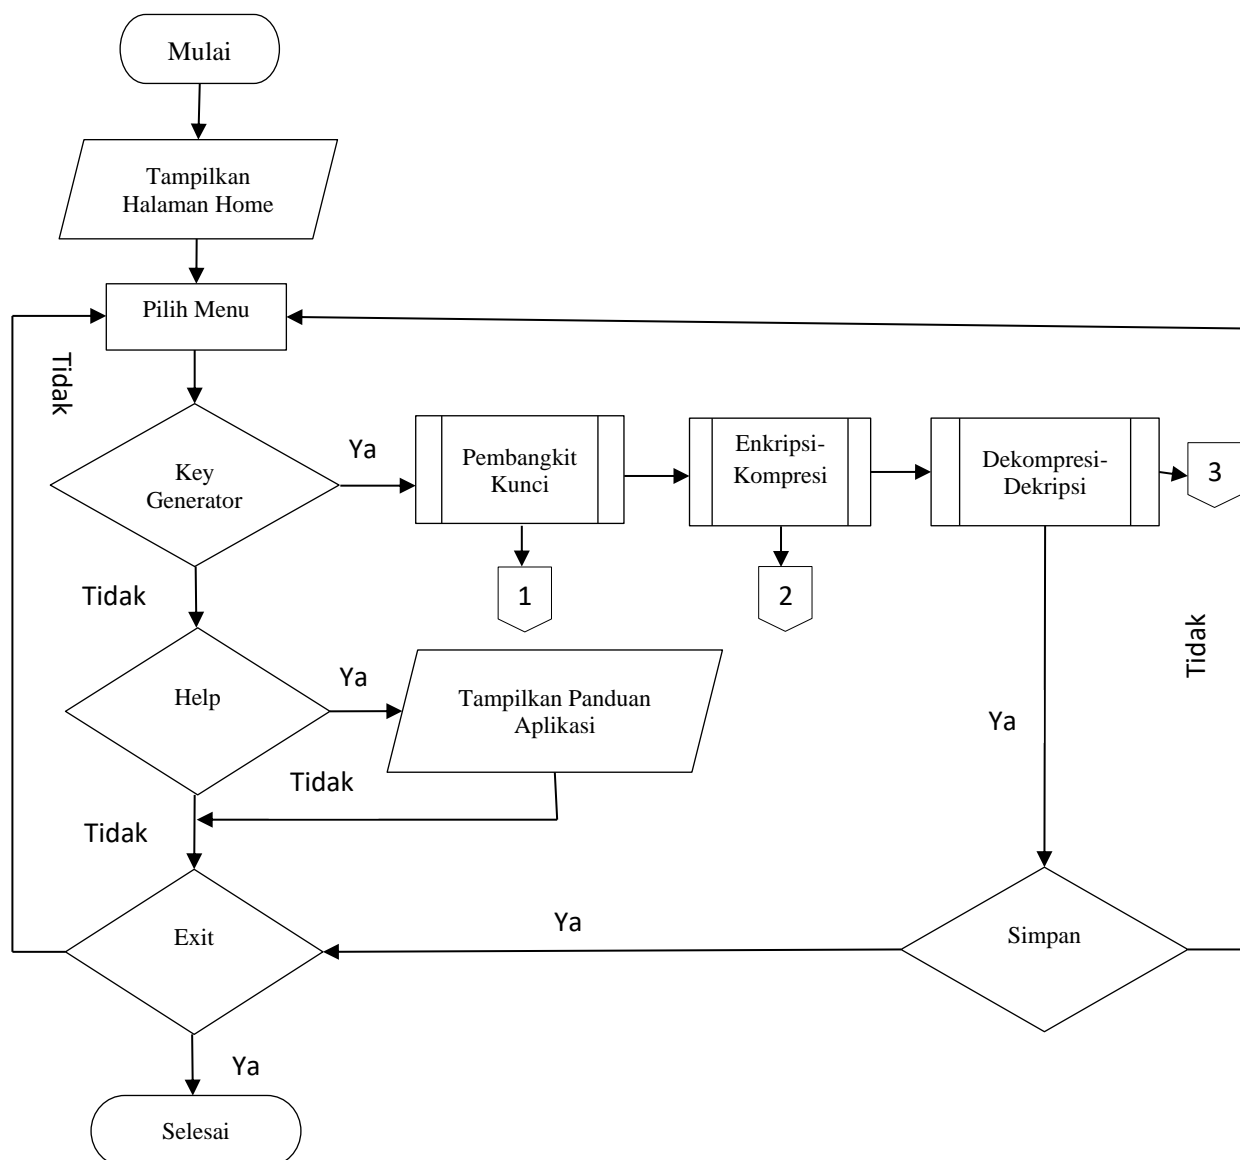 Mulai
Tampilkan
Halaman Home
Pilih Menu
Tidak
Key
Generator
Ya
Pembangkit
Kunci
Enkripsi-
Kompresi
Dekompresi-
Dekripsi
3
Tidak
1
2
Tidak
Help
Ya
Tampilkan Panduan
Aplikasi
Ya
Tidak
Tidak
Exit
Ya
Simpan
Ya
Selesai